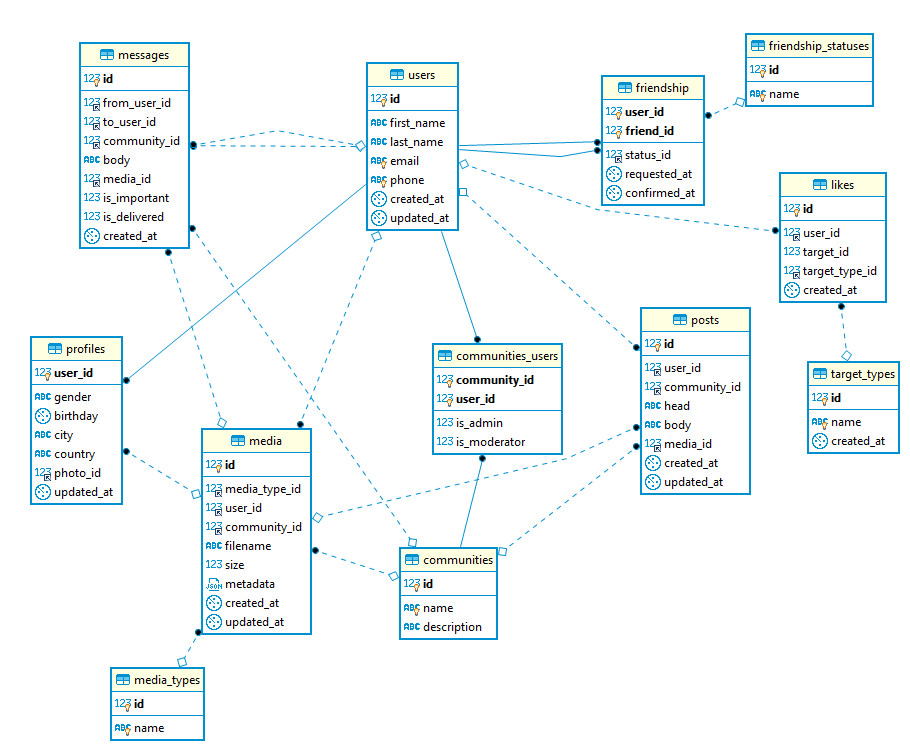 messages
123 id
123 from_user_id
123 to_user_id
123 community_id
ABC body
123 media_id
123 is_important
123 is_delivered
created_at
users
123 id
ABC first_name
ABC last_name
ABC email
ABC phone
created_at
updated_at
friendship
123 user_id
123 friend_id
123 status_id
requested_at
confirmed_at
friendship_statuses
123 id
ABC name
likes
123 id
123 user_id
123 target_id
123 target_type_id
created_at
profiles
123 user_id
ABC gender
birthday
ABC city
ABC country
123 photo_id
updated_at
communities_users
123 community_id
123 user_id
123 is_admin
123 is_moderator
posts
123 id
123 user_id
123 community_id
ABC head
ABC body
123 media_id
created_at
updated_at
target_types
123 id
ABC name
created_at
media
123 id
123 media_type_id
123 user_id
123 community_id
ABC filename
123 size
JSON metadata
created_at
updated_at
communities
123 id
ABC name
ABC description
media_types
123 id
ABC name